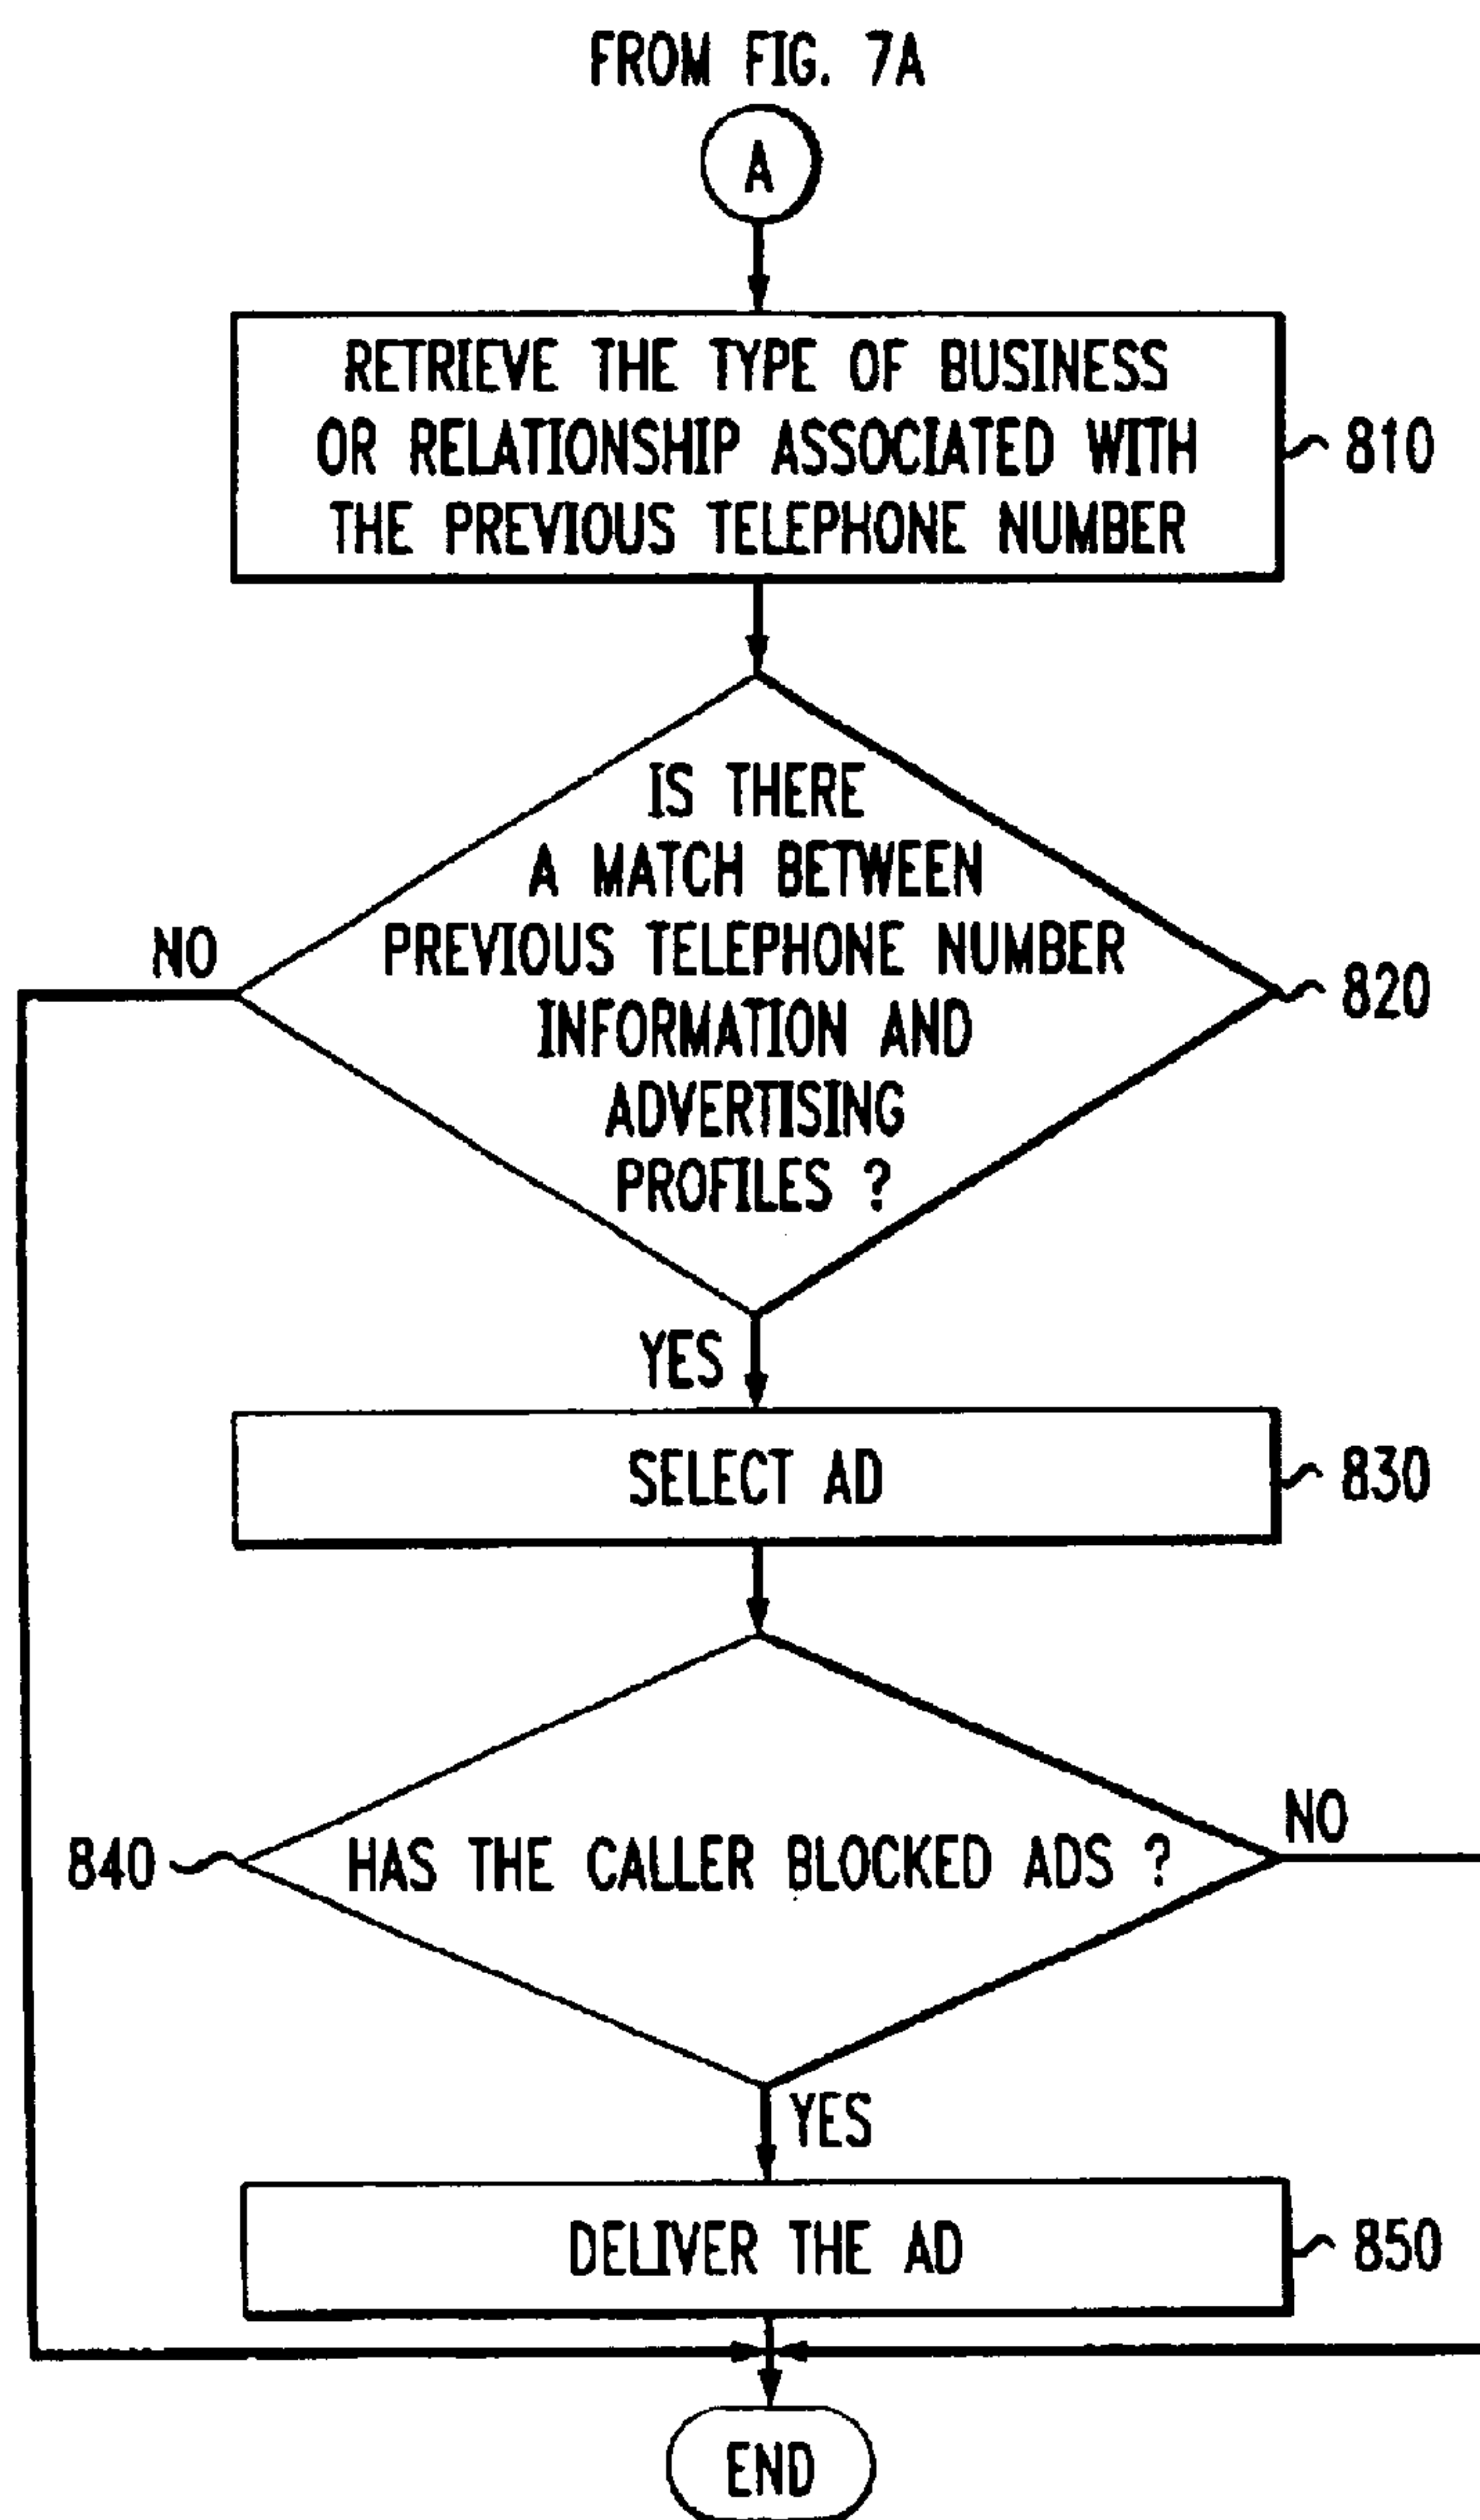 FROM FIG. 7A
A
RETRIEVE THE TYPE OF BUSINESS
OR RELATIONSHIP ASSOCIATED WITH
THE PREVIOUS TELEPHONE NUMBER
810
IS THERE
A MATCH BETWEEN
PREVIOUS TELEPHONE NUMBER
INFORMATION AND
ADVERTISING
PROFILES ?
NO
820
YES
SELECT AD
830
840
HAS THE CALLER BLOCKED ADS ?
NO
YES
DELIVER THE AD
850
END